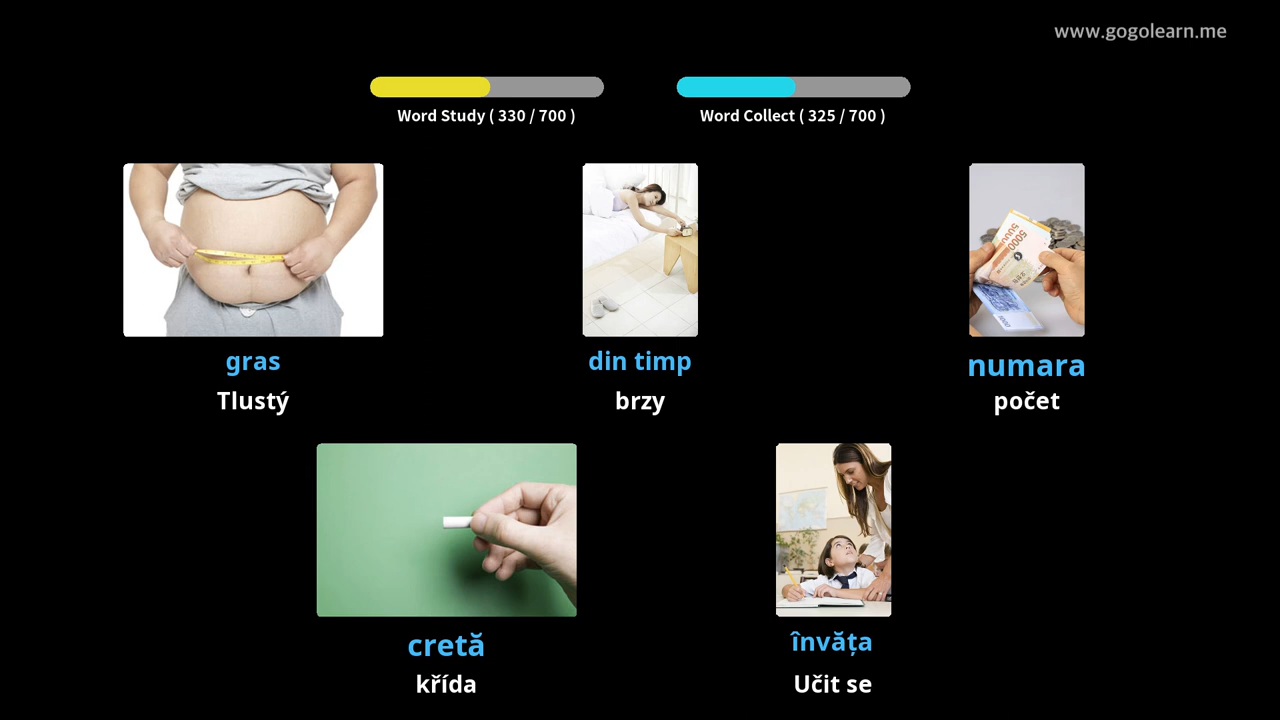 www.gogolearn.me
Word Study ( 330 / 700 )
Word Collect ( 325 / 700 )
gras
Tlustý
din timp
brzy
numara
počet
cretă
křída
învăța
Učit se